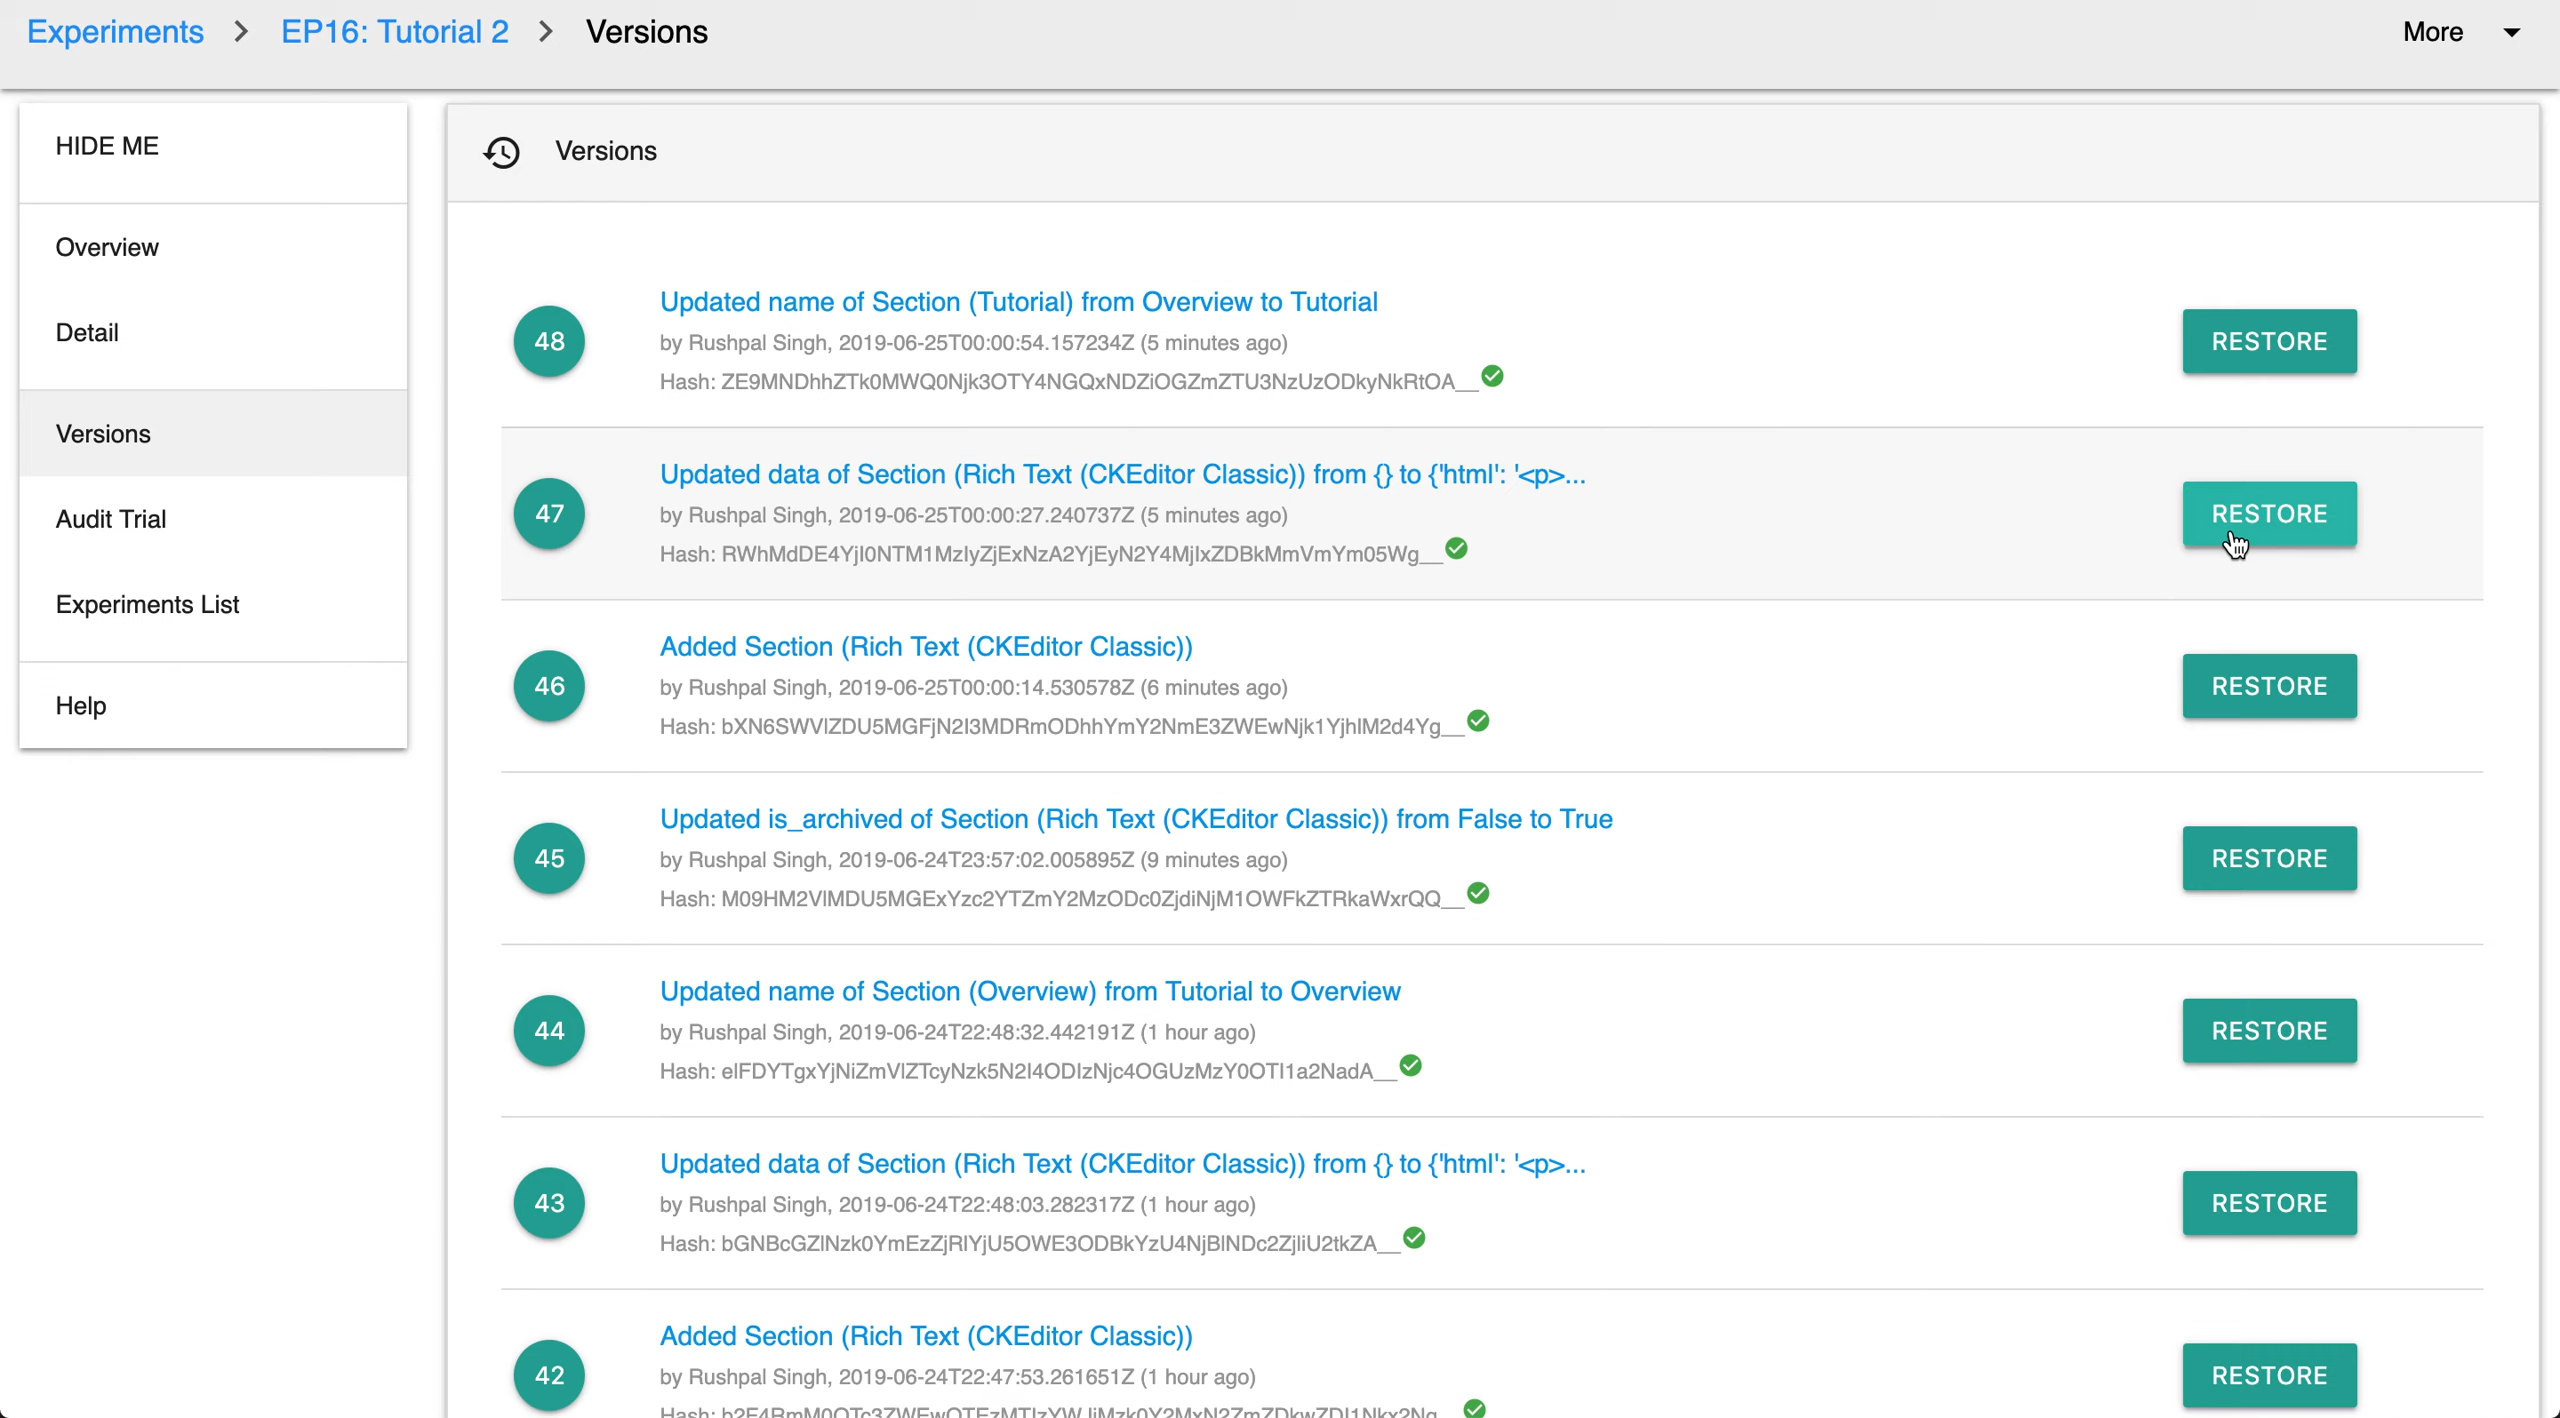 Experiments > EP16: Tutorial 2 > Versions
More
HIDE ME
Overview
Detail
Versions
Audit Trial
Experiments List
Help
Versions
48
Updated name of Section (Tutorial) from Overview to Tutorial
by Rushpal Singh, 2019-06-25T00:00:54.157234Z (5 minutes ago)
Hash: ZE9MNDhhZTk0MWQ0Njk3OTY4NGQxNDZiOGZmZTU3NzUzODkyNkRtOA__
RESTORE
47
Updated data of Section (Rich Text (CKEditor Classic)) from {} to {'html': '<p>...
by Rushpal Singh, 2019-06-25T00:00:27.240737Z (5 minutes ago)
Hash: RWhMdDE4YjI0NTM1MzIyZjExNzA2YjEyN2Y4MjIxZDBkMmVmYm05Wg__
RESTORE
46
Added Section (Rich Text (CKEditor Classic))
by Rushpal Singh, 2019-06-25T00:00:14.530578Z (6 minutes ago)
Hash: bXN6SWVlZDU5MGFjN2I3MDRmODhhYmY2NmE3ZWEwNjk1YjhlM2d4Yg__
RESTORE
45
Updated is_archived of Section (Rich Text (CKEditor Classic)) from False to True
by Rushpal Singh, 2019-06-24T23:57:02.005895Z (9 minutes ago)
Hash: M09HM2VlMDU5MGExYzc2YTZmY2MzODc0ZjdiNjM1OWFkZTRkaWxrQQ__
RESTORE
44
Updated name of Section (Overview) from Tutorial to Overview
by Rushpal Singh, 2019-06-24T22:48:32.442191Z (1 hour ago)
Hash: elFDYTgxYjNiZmVlZTcyNzk5N2I4ODIzNjc4OGUzMzY0OTI1a2NadA__
RESTORE
43
Updated data of Section (Rich Text (CKEditor Classic)) from {} to {'html': '<p>...
by Rushpal Singh, 2019-06-24T22:48:03.282317Z (1 hour ago)
Hash: bGNBcGZlNzk0YmEzZjRlYjU5OWE3ODBkYzU4NjBlNDc2ZjliU2tkZA__
RESTORE
42
Added Section (Rich Text (CKEditor Classic))
by Rushpal Singh, 2019-06-24T22:47:53.261651Z (1 hour ago)
Hash:
RESTORE